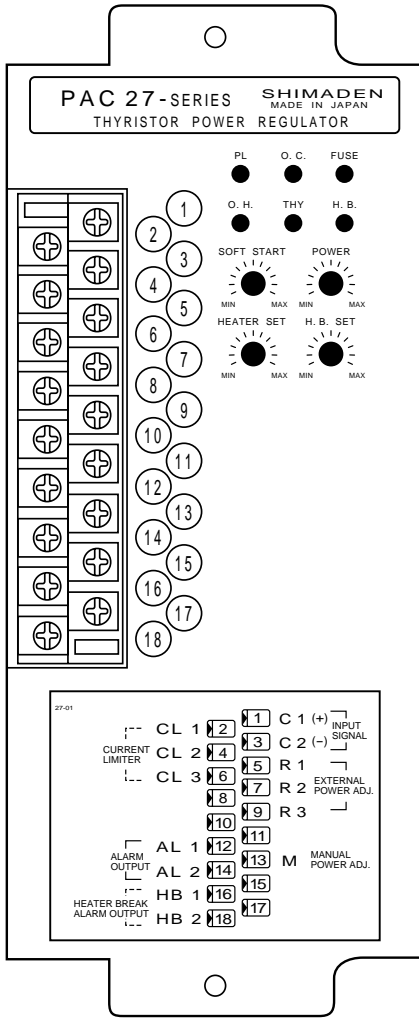 PAC 27-SERIES SHIMADEN
MADE IN JAPAN
THYRISTOR POWER REGULATOR
PL O. C. FUSE
O. H. THY H. B.
1
2
3
4
5
6
7
8
9
10
11
12
13
14
15
16
17
18
SOFT START POWER
MIN MAX MIN MAX
HEATER SET H. B. SET
MIN MAX MIN MAX
27-01
CURRENT
LIMITER
CL 1 2
CL 2 4
CL 3 6
8
10
ALARM
OUTPUT
AL 1 12
AL 2 14
HEATER BREAK
ALARM OUTPUT
HB 1 16
HB 2 18
1 C 1 (+)
3 C 2 (−)
INPUT
SIGNAL
5 R 1
7 R 2
9 R 3
EXTERNAL
POWER ADJ.
11
13 M MANUAL
POWER ADJ.
15
17